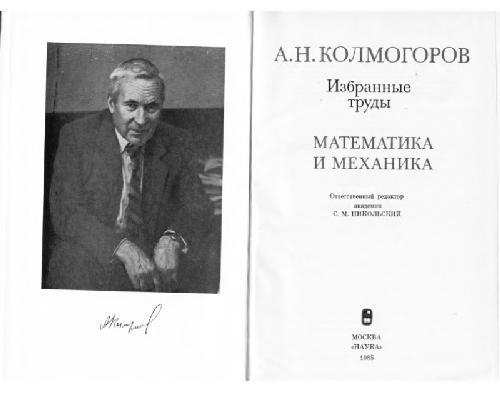 А. Н. КОЛМОГОРОВ
Избранные
труды
МАТЕМАТИКА
И МЕХАНИКА
Ответственный редактор
академик
С. М. НИКОЛЬСКИЙ
МОСКВА
«НАУКА»
1985